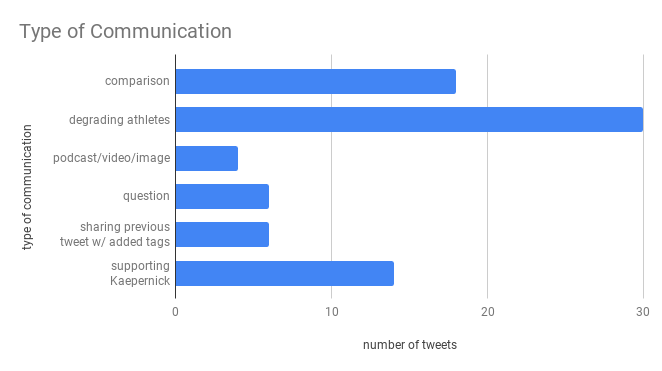 Type of Communication
type of communication
comparison
degrading athletes
podcast/video/image
question
sharing previous
tweet w/ added tags
supporting
Kaepernick
0 10 20 30
number of tweets